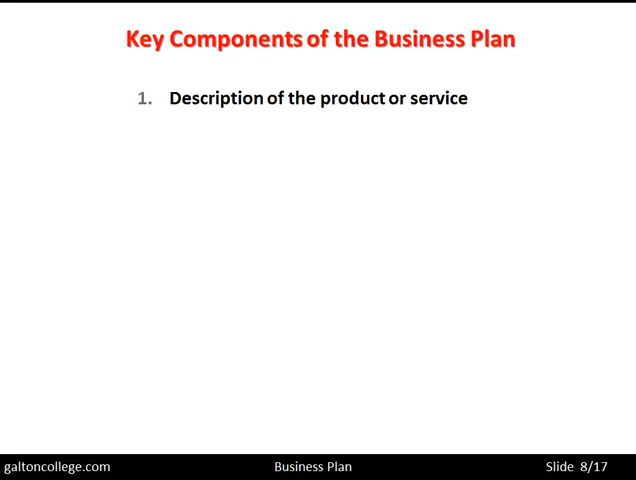 Key Components of the Business Plan
1. Description of the product or service
galtoncollege.com Business Plan Slide 8/17